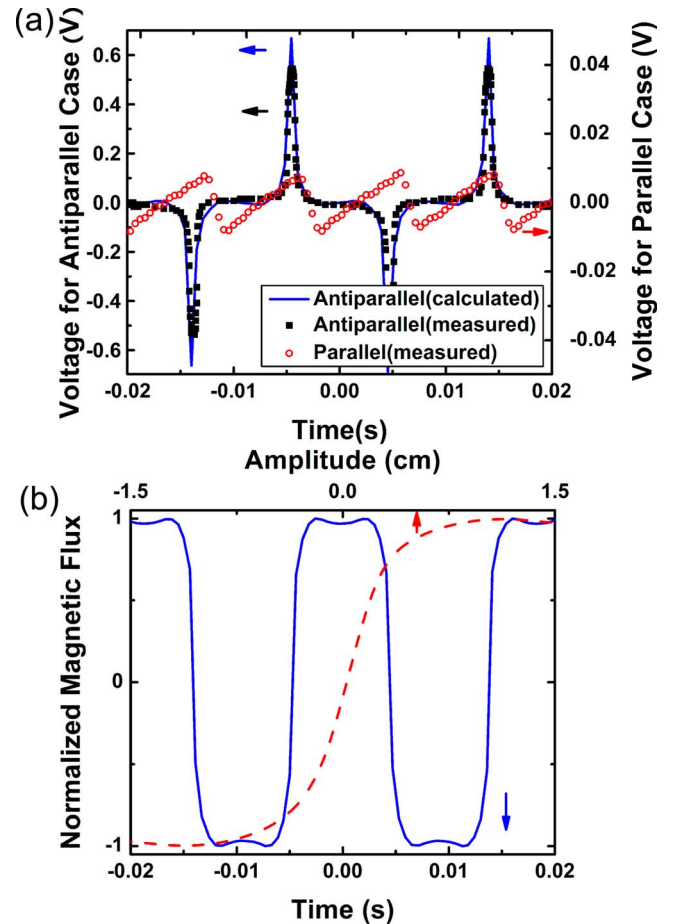 (a)
Voltage for Antiparallel Case (V)
0.6
0.4
0.2
0.0
-0.2
-0.4
-0.6
Voltage for Parallel Case (V)
0.04
0.02
0.00
-0.02
-0.04
Antiparallel(calculated)
Antiparallel(measured)
Parallel(measured)
-0.02 -0.01 0.00 0.01 0.02
Time(s)
Amplitude (cm)
(b)
-1.5 0.0 1.5
Normalized Magnetic Flux
1
0
-1
-0.02 -0.01 0.00 0.01 0.02
Time (s)